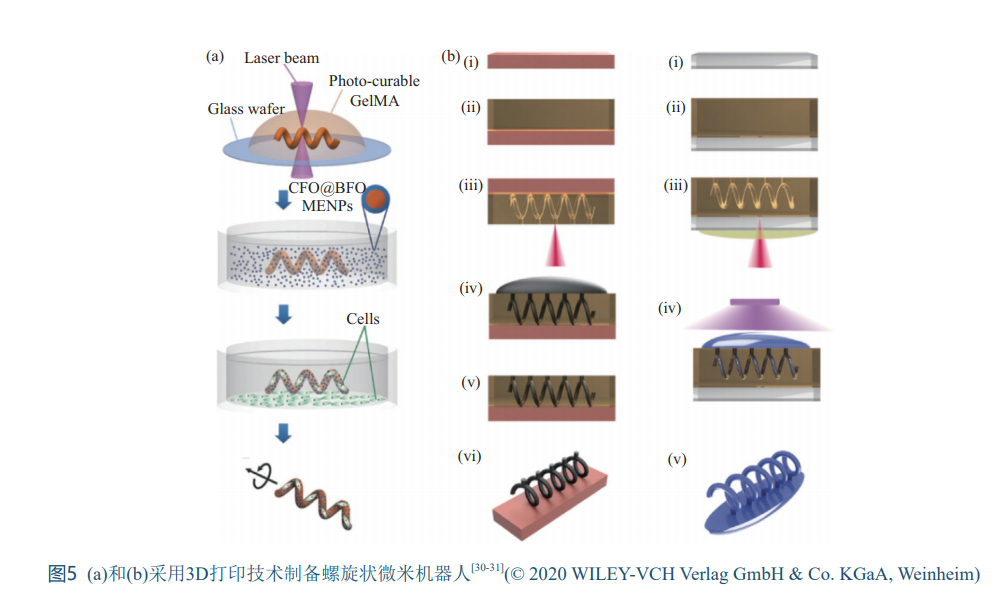 (a)
Laser beam
Photo-curable
GelMA
Glass wafer
CFO@BFO
MENPs
Cells
(b)
(i)
(ii)
(iii)
(iv)
(v)
(vi)
(i)
(ii)
(iii)
(iv)
(v)
图5 (a)和(b)采用3D打印技术制备螺旋状微米机器人[30-31](© 2020 WILEY-VCH Verlag GmbH & Co. KGaA, Weinheim)